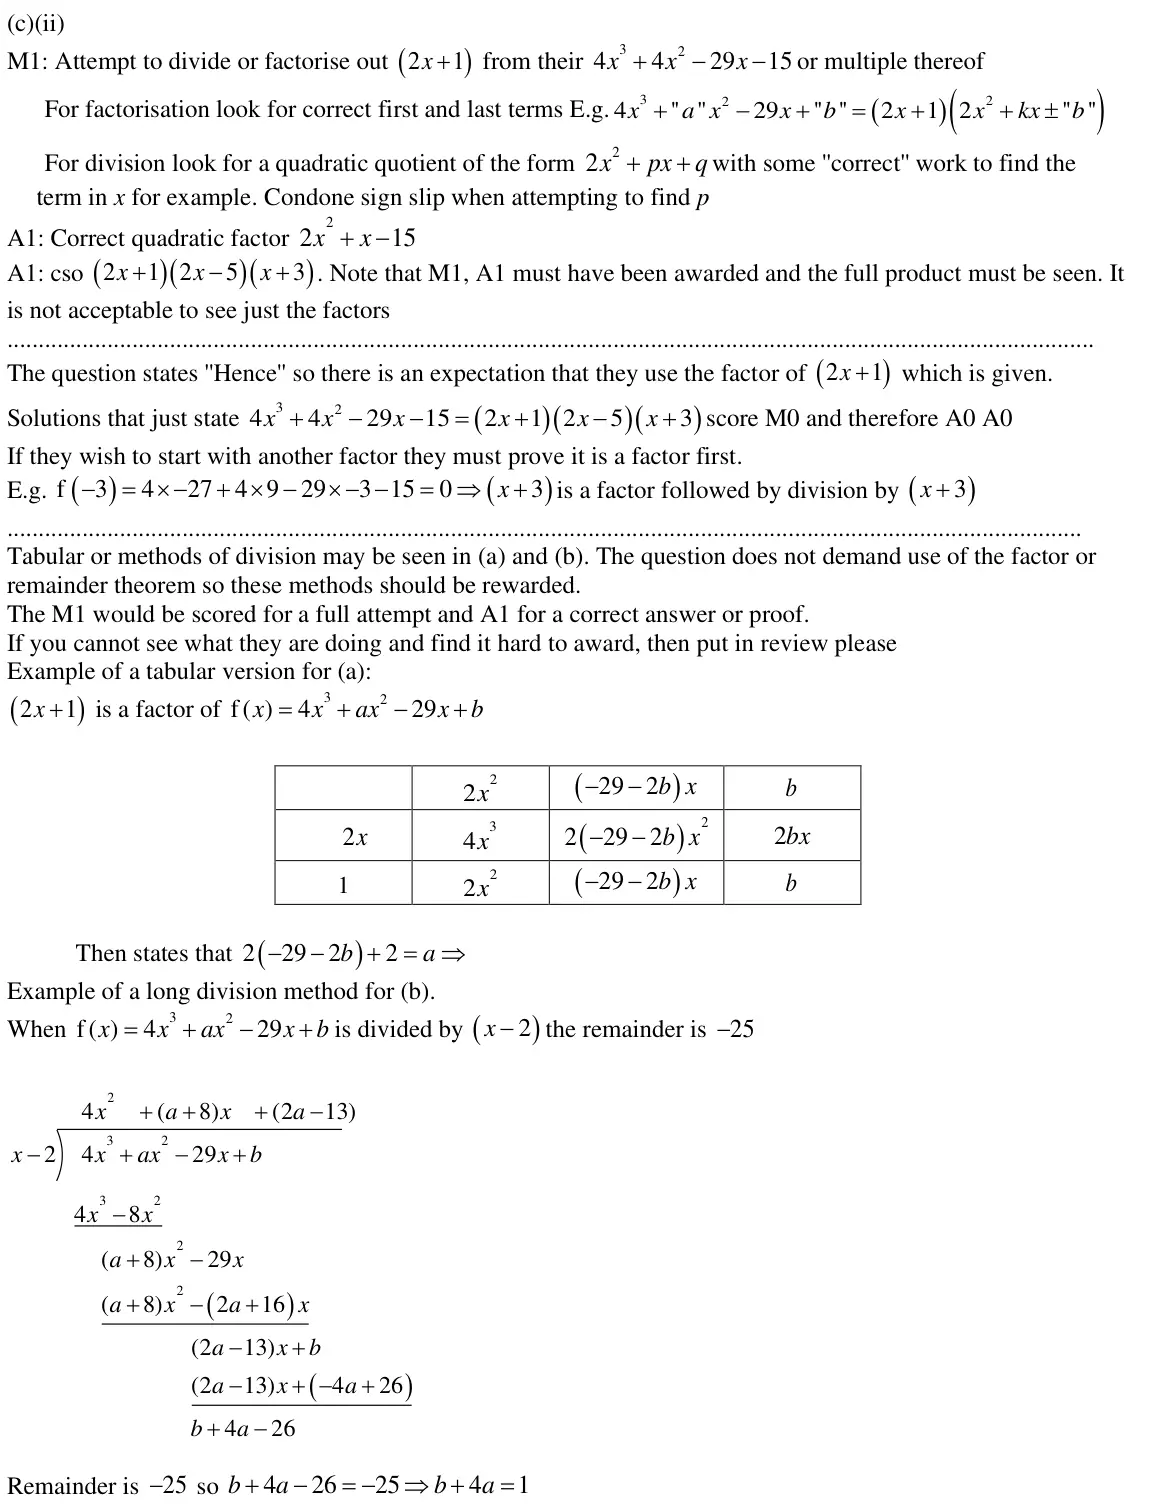 (c)(ii)
M1: Attempt to divide or factorise out (2x+1) from their 4x³ + 4x² − 29x − 15 or multiple thereof
For factorisation look for correct first and last terms E.g. 4x³ + "a" x² − 29x + "b" = (2x+1)(2x² + kx ± "b")
For division look for a quadratic quotient of the form 2x² + px + q with some "correct" work to find the
term in x for example. Condone sign slip when attempting to find p
A1: Correct quadratic factor 2x² + x − 15
A1: cso (2x+1)(2x−5)(x+3). Note that M1, A1 must have been awarded and the full product must be seen. It
is not acceptable to see just the factors
................................................................................................................................................................................
The question states "Hence" so there is an expectation that they use the factor of (2x+1) which is given.
Solutions that just state 4x³ + 4x² − 29x − 15 = (2x+1)(2x−5)(x+3) score M0 and therefore A0 A0
If they wish to start with another factor they must prove it is a factor first.
E.g. f(−3) = 4×−27 + 4×9 − 29×−3 − 15 = 0 ⇒ (x+3) is a factor followed by division by (x+3)
................................................................................................................................................................................
Tabular or methods of division may be seen in (a) and (b). The question does not demand use of the factor or
remainder theorem so these methods should be rewarded.
The M1 would be scored for a full attempt and A1 for a correct answer or proof.
If you cannot see what they are doing and find it hard to award, then put in review please
Example of a tabular version for (a):
(2x+1) is a factor of f(x) = 4x³ + ax² − 29x + b
2x² (−29−2b)x b
2x 4x³ 2(−29−2b)x² 2bx
1 2x² (−29−2b)x b
Then states that 2(−29−2b)+2 = a ⇒
Example of a long division method for (b).
When f(x) = 4x³ + ax² − 29x + b is divided by (x−2) the remainder is −25
4x² +(a+8)x +(2a−13)
x−2) 4x³ + ax² − 29x + b
4x³ − 8x²
(a+8)x² − 29x
(a+8)x² − (2a+16)x
(2a−13)x + b
(2a−13)x + (−4a+26)
b + 4a − 26
Remainder is −25 so b + 4a − 26 = −25 ⇒ b + 4a = 1